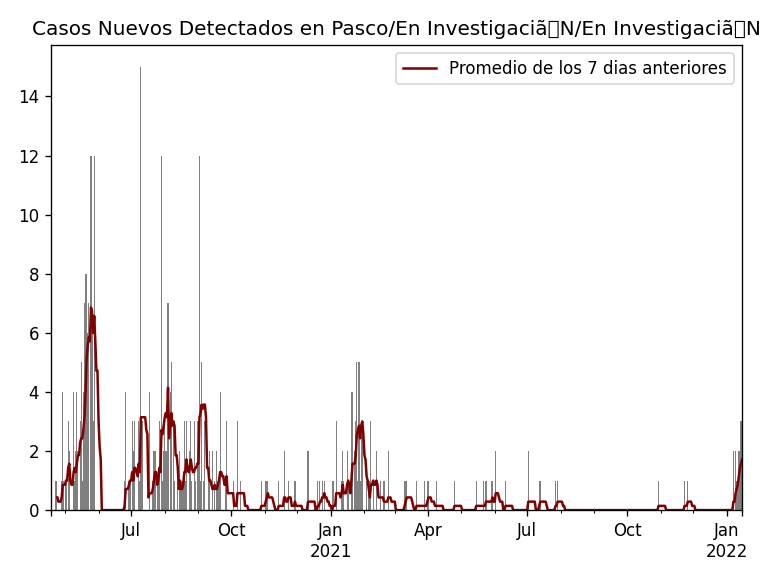 Casos Nuevos Detectados en Pasco/En Investigaciã▯N/En Investigaciã▯N
Promedio de los 7 dias anteriores
14
12
10
8
6
4
2
0
Jul
Oct
Jan
2021
Apr
Jul
Oct
Jan
2022